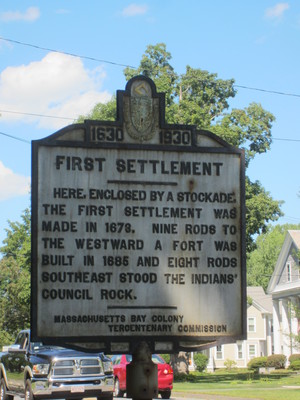 1630 1930
FIRST SETTLEMENT
HERE, ENCLOSED BY A STOCKADE,
THE FIRST SETTLEMENT WAS
MADE IN 1679. NINE RODS TO
THE WESTWARD A FORT WAS
BUILT IN 1685 AND EIGHT RODS
SOUTHEAST STOOD THE INDIANS'
COUNCIL ROCK.
MASSACHUSETTS BAY COLONY
TERCENTENARY COMMISSION